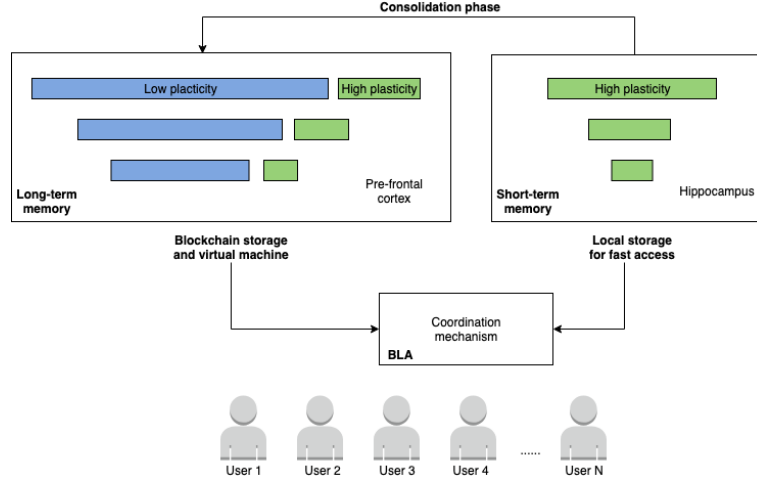 Consolidation phase
Low placticity
High plasticity
Long-term
memory
Pre-frontal
cortex
High plasticity
Short-term
memory
Hippocampus
Blockchain storage
and virtual machine
Local storage
for fast access
Coordination
mechanism
BLA
User 1
User 2
User 3
User 4
......
User N